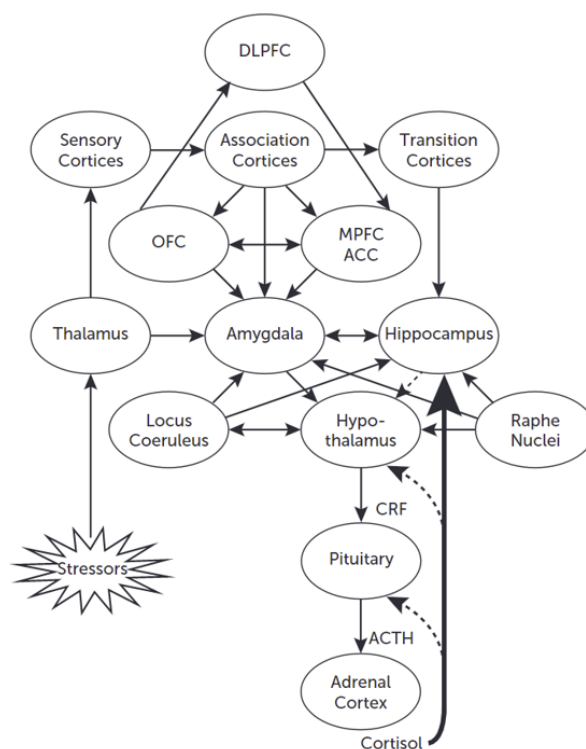 DLPFC
Sensory
Cortices
Association
Cortices
Transition
Cortices
OFC
MPFC
ACC
Thalamus
Amygdala
Hippocampus
Locus
Coeruleus
Hypo-
thalamus
Raphe
Nuclei
CRF
Stressors
Pituitary
ACTH
Adrenal
Cortex
Cortisol